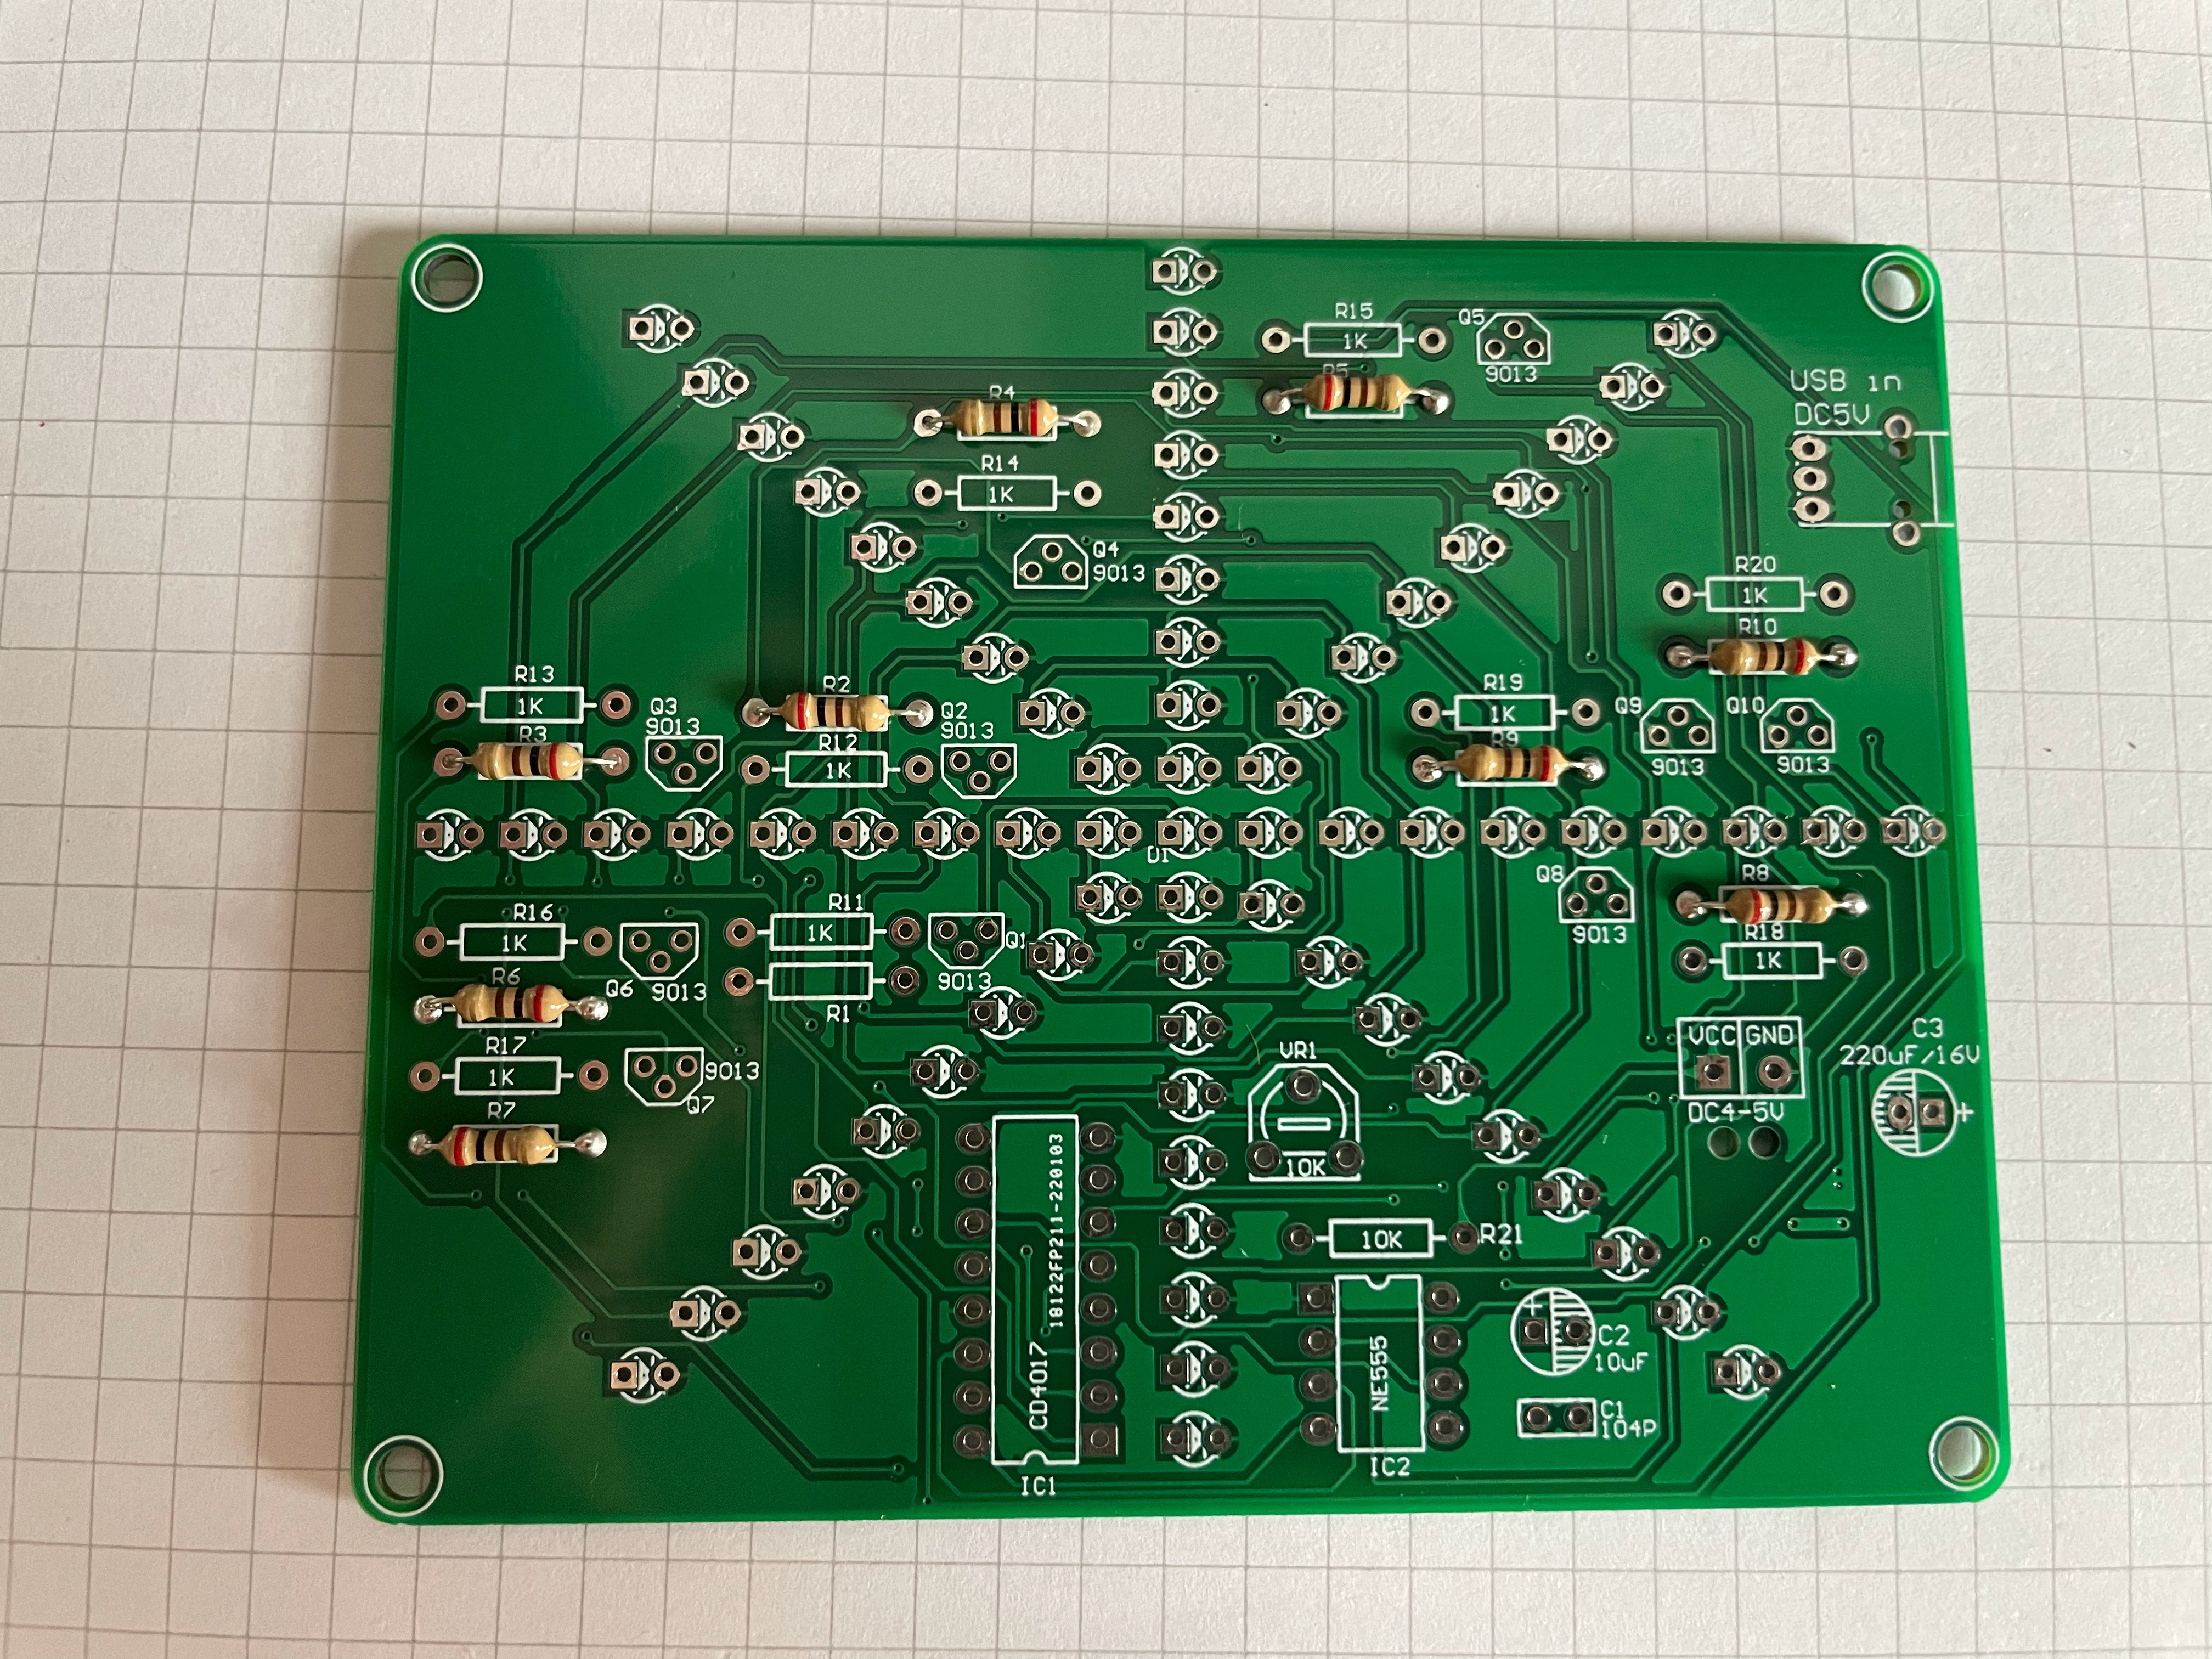 R15
1K
Q5
9013
R5
USB in
DC5V
R4
R14
1K
Q4
9013
R20
1K
R10
R13
1K
Q3
9013
R3
R2
Q2
9013
R12
1K
R19
1K
R9
Q9
9013
Q10
9013
D1
Q8
9013
R8
R18
1K
R16
1K
R6
Q6
9013
R11
1K
Q1
9013
R1
R17
1K
9013
Q7
R7
VCC GND
DC4-5V
C3
220uF/16V
+
VR1
10K
10K
R21
CD4017
18122FP211-220103
IC1
NE555
IC2
+
C2
10uF
C1
104P